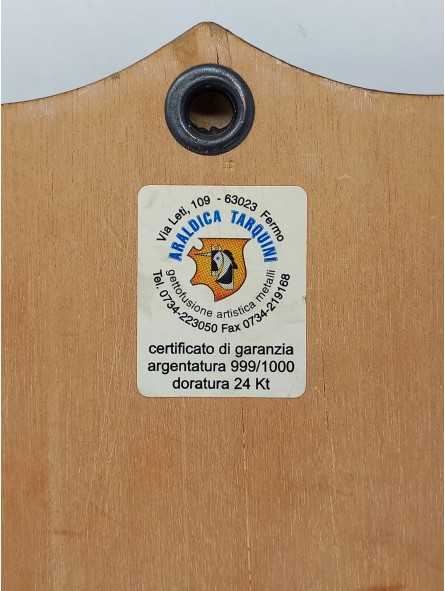 Via Leti, 109 - 63023 Fermo
ARALDICA TARQUINI
gettofusione artistica metalli
Tel. 0734-223050 Fax 0734-219168
certificato di garanzia
argentatura 999/1000
doratura 24 Kt